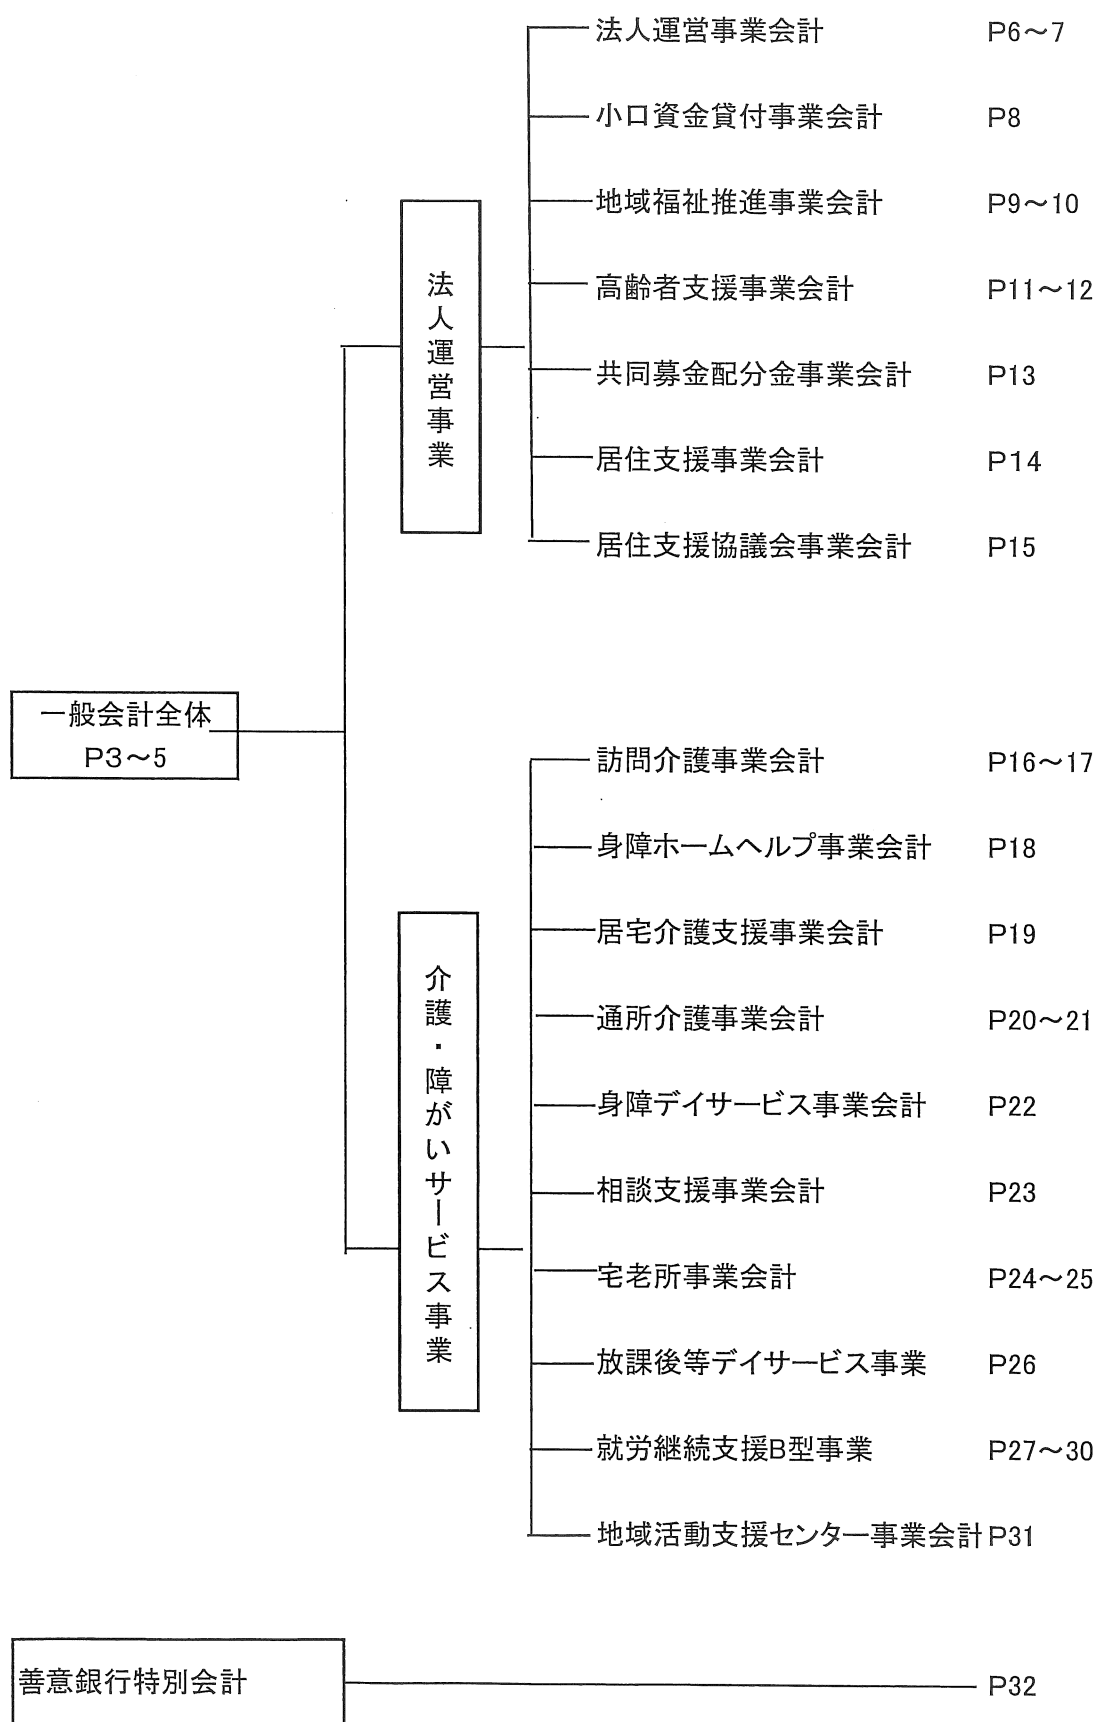 法人運営事業会計 P6～7
小口資金貸付事業会計 P8
地域福祉推進事業会計 P9～10
高齢者支援事業会計 P11～12
共同募金配分金事業会計 P13
居住支援事業会計 P14
居住支援協議会事業会計 P15
法人運営事業
一般会計全体
P3～5
訪問介護事業会計 P16～17
身障ホームヘルプ事業会計 P18
居宅介護支援事業会計 P19
通所介護事業会計 P20～21
身障デイサービス事業会計 P22
相談支援事業会計 P23
宅老所事業会計 P24～25
放課後等デイサービス事業 P26
就労継続支援B型事業 P27～30
地域活動支援センター事業会計 P31
介護・障がいサービス事業
善意銀行特別会計 P32